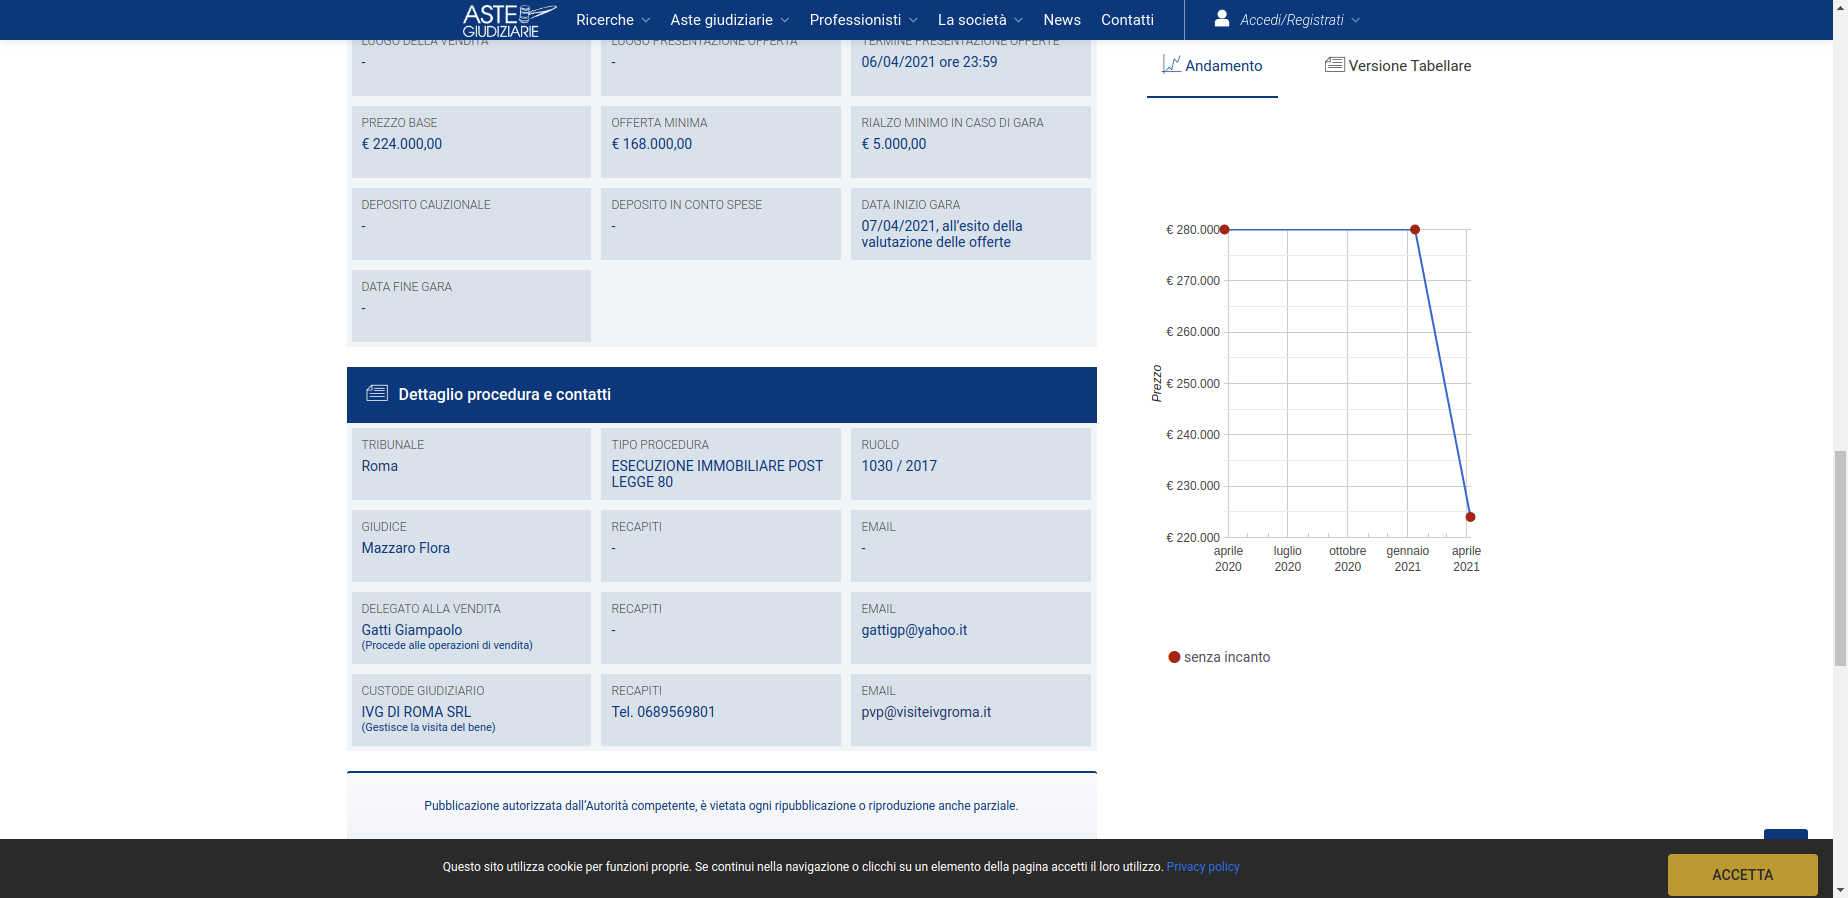 ASTE
GIUDIZIARIE
Ricerche
Aste giudiziarie
Professionisti
La società
News
Contatti
Accedi/Registrati
LUOGO DELLA VENDITA
-
LUOGO PRESENTAZIONE OFFERTA
-
TERMINE PRESENTAZIONE OFFERTE
06/04/2021 ore 23:59
PREZZO BASE
€ 224.000,00
OFFERTA MINIMA
€ 168.000,00
RIALZO MINIMO IN CASO DI GARA
€ 5.000,00
DEPOSITO CAUZIONALE
-
DEPOSITO IN CONTO SPESE
-
DATA INIZIO GARA
07/04/2021, all'esito della
valutazione delle offerte
DATA FINE GARA
-
Dettaglio procedura e contatti
TRIBUNALE
Roma
TIPO PROCEDURA
ESECUZIONE IMMOBILIARE POST
LEGGE 80
RUOLO
1030 / 2017
GIUDICE
Mazzaro Flora
RECAPITI
-
EMAIL
-
DELEGATO ALLA VENDITA
Gatti Giampaolo
(Procede alle operazioni di vendita)
RECAPITI
-
EMAIL
gattigp@yahoo.it
CUSTODE GIUDIZIARIO
IVG DI ROMA SRL
(Gestisce la visita del bene)
RECAPITI
Tel. 0689569801
EMAIL
pvp@visiteivgroma.it
Pubblicazione autorizzata dall'Autorità competente, è vietata ogni ripubblicazione o riproduzione anche parziale.
Andamento
Versione Tabellare
€ 280.000
€ 270.000
€ 260.000
€ 250.000
€ 240.000
€ 230.000
€ 220.000
Prezzo
aprile
2020
luglio
2020
ottobre
2020
gennaio
2021
aprile
2021
senza incanto
Questo sito utilizza cookie per funzioni proprie. Se continui nella navigazione o clicchi su un elemento della pagina accetti il loro utilizzo. Privacy policy
ACCETTA